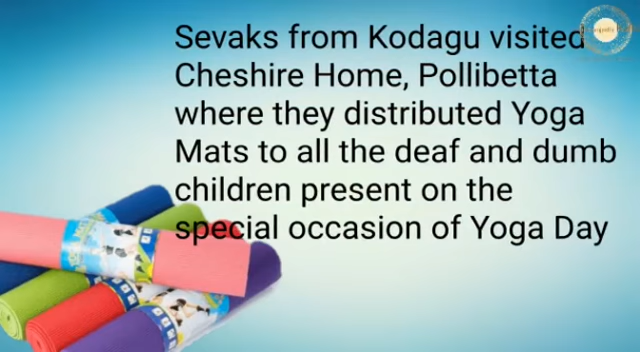 Sevaks from Kodagu visited
Cheshire Home, Pollibetta
where they distributed Yoga
Mats to all the deaf and dumb
children present on the
special occasion of Yoga Day